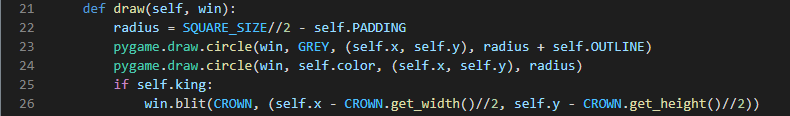 21 def draw(self, win):
22 radius = SQUARE_SIZE//2 - self.PADDING
23 pygame.draw.circle(win, GREY, (self.x, self.y), radius + self.OUTLINE)
24 pygame.draw.circle(win, self.color, (self.x, self.y), radius)
25 if self.king:
26 win.blit(CROWN, (self.x - CROWN.get_width()//2, self.y - CROWN.get_height()//2))